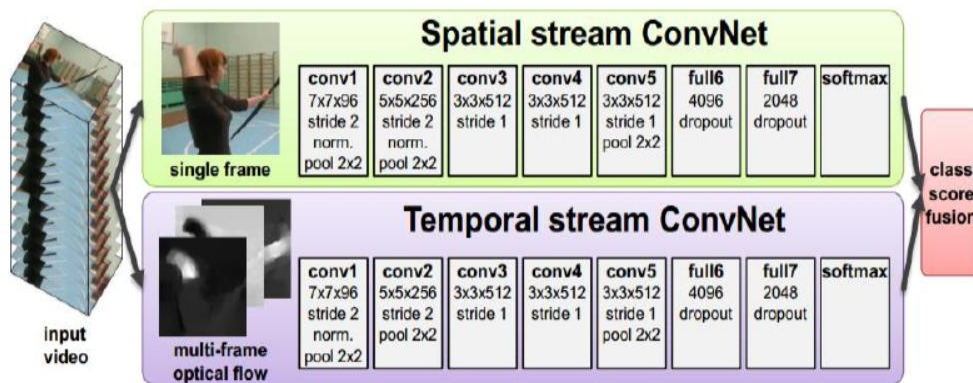 Spatial stream ConvNet
conv1
7x7x96
stride 2
norm.
pool 2x2
conv2
5x5x256
stride 2
norm.
pool 2x2
conv3
3x3x512
stride 1
conv4
3x3x512
stride 1
conv5
3x3x512
stride 1
pool 2x2
full6
4096
dropout
full7
2048
dropout
softmax
single frame
Temporal stream ConvNet
conv1
7x7x96
stride 2
norm.
pool 2x2
conv2
5x5x256
stride 2
pool 2x2
conv3
3x3x512
stride 1
conv4
3x3x512
stride 1
conv5
3x3x512
stride 1
pool 2x2
full6
4096
dropout
full7
2048
dropout
softmax
multi-frame
optical flow
input
video
class
score
fusion